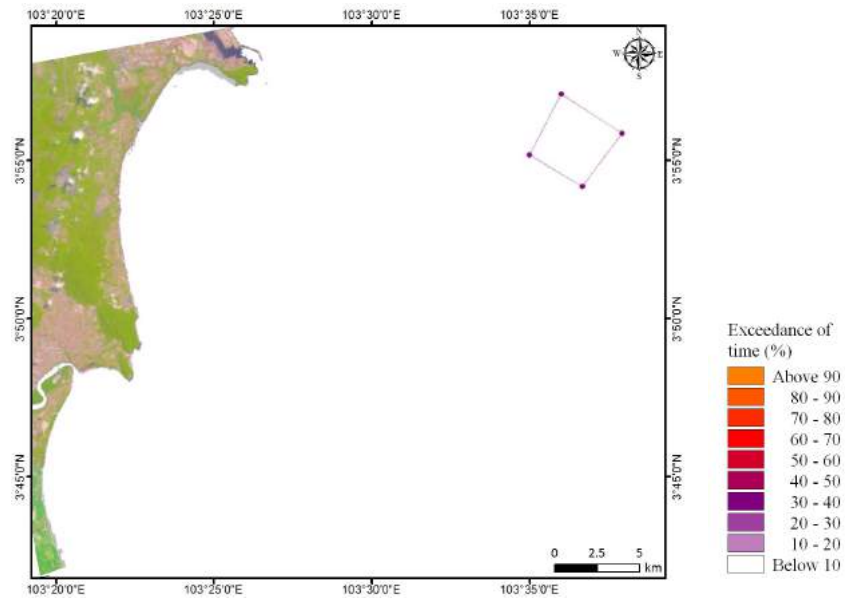 103°20'0"E 103°25'0"E 103°30'0"E 103°35'0"E
N
W E
S
3°55'0"N 3°55'0"N
3°50'0"N 3°50'0"N
3°45'0"N 3°45'0"N
0 2.5 5
km
103°20'0"E 103°25'0"E 103°30'0"E 103°35'0"E
Exceedance of
time (%)
Above 90
80 - 90
70 - 80
60 - 70
50 - 60
40 - 50
30 - 40
20 - 30
10 - 20
Below 10